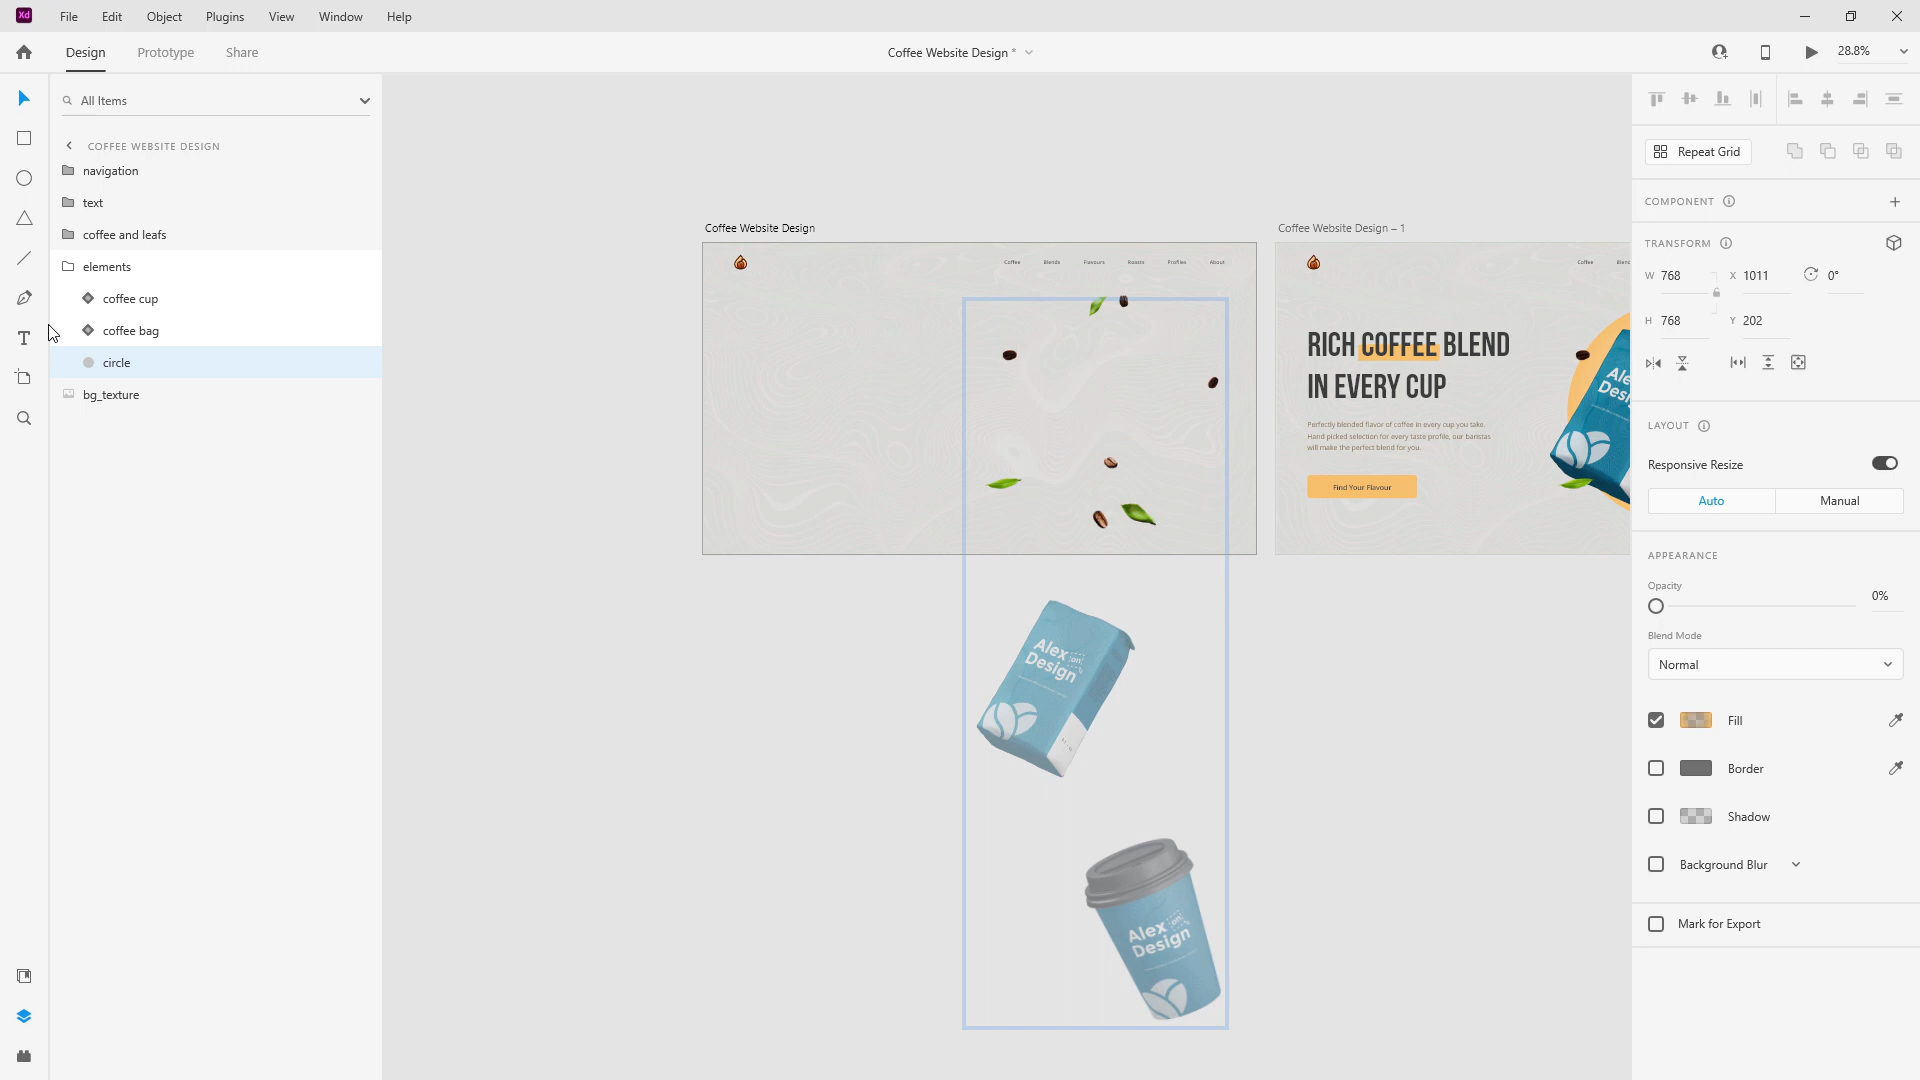 Xd File Edit Object Plugins View Window Help
Design Prototype Share Coffee Website Design * 28.8%
All Items
COFFEE WEBSITE DESIGN
navigation
text
coffee and leafs
elements
coffee cup
coffee bag
circle
bg_texture
Coffee Website Design
Coffee Blends Flavours Roasts Profiles About
Alex on
Design
Alex on
Design
Coffee Website Design – 1
Coffee Blend
RICH COFFEE BLEND
IN EVERY CUP
Perfectly blended flavor of coffee in every cup you take.
Hand picked selection for every taste profile, our baristas
will make the perfect blend for you.
Find Your Flavour
Repeat Grid
COMPONENT
TRANSFORM
W 768 X 1011 0°
H 768 Y 202
LAYOUT
Responsive Resize
Auto Manual
APPEARANCE
Opacity
0%
Blend Mode
Normal
Fill
Border
Shadow
Background Blur
Mark for Export